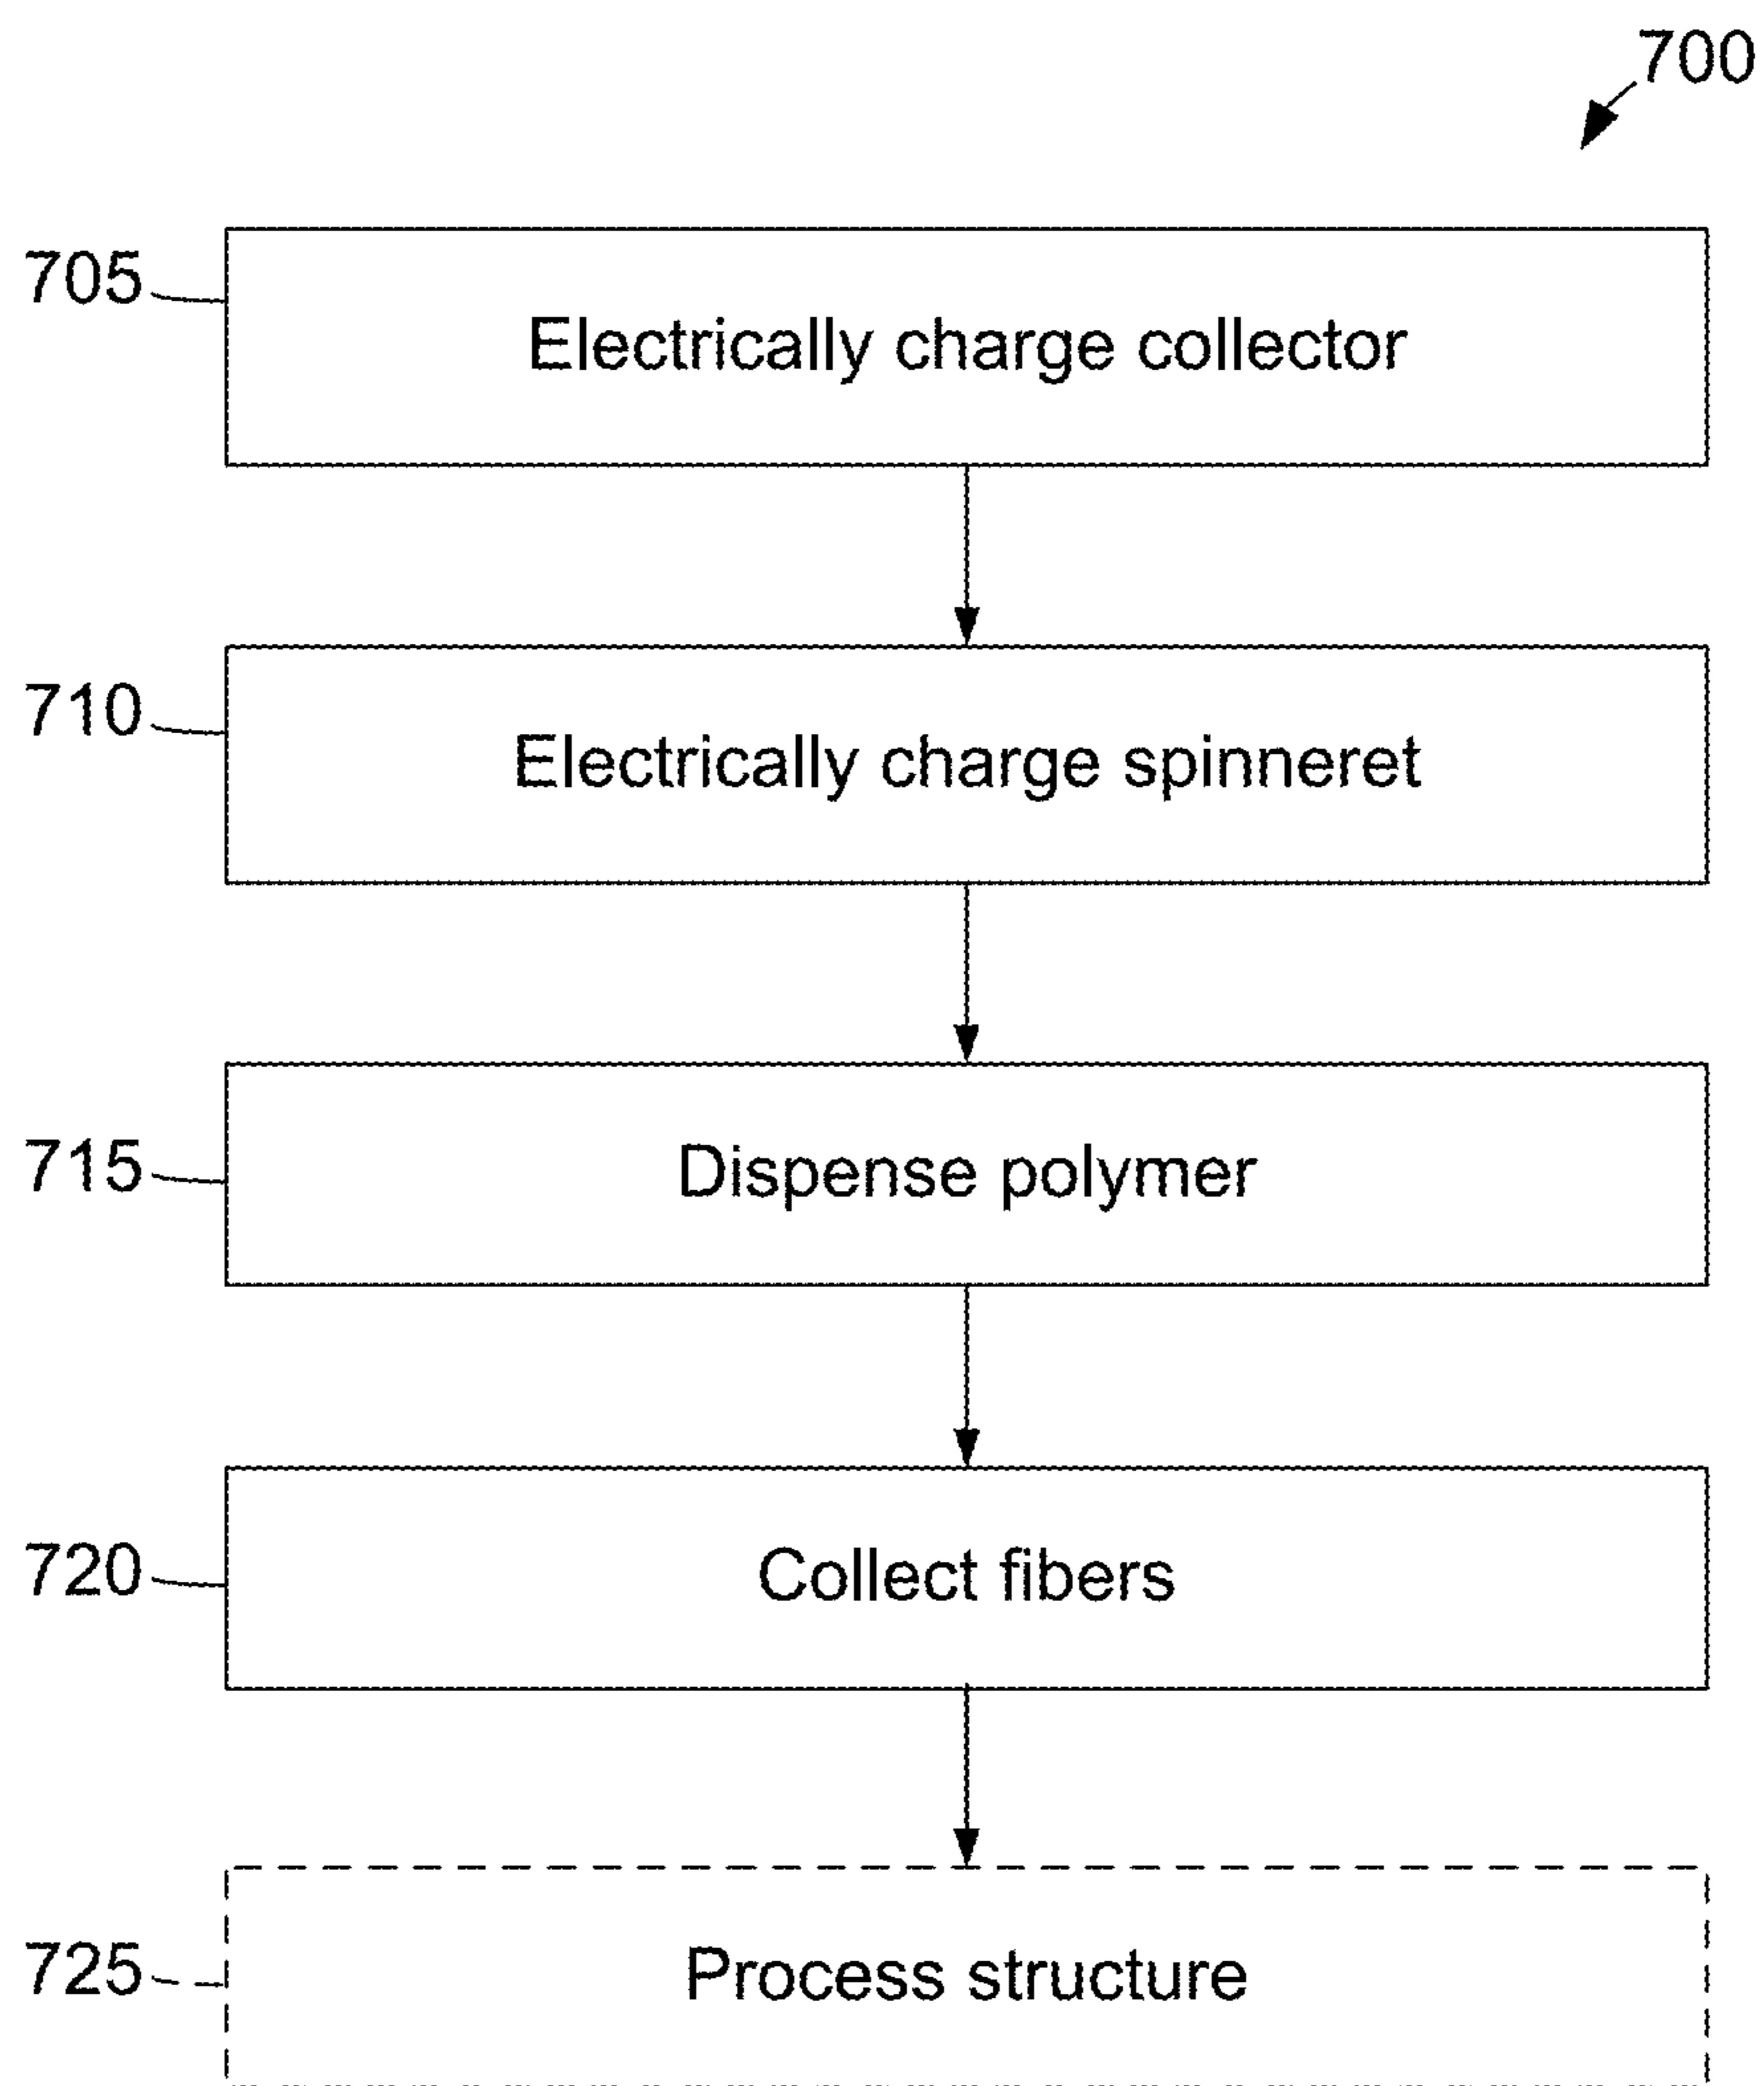 700
705
Electrically charge collector
710
Electrically charge spinneret
715
Dispense polymer
720
Collect fibers
725
Process structure